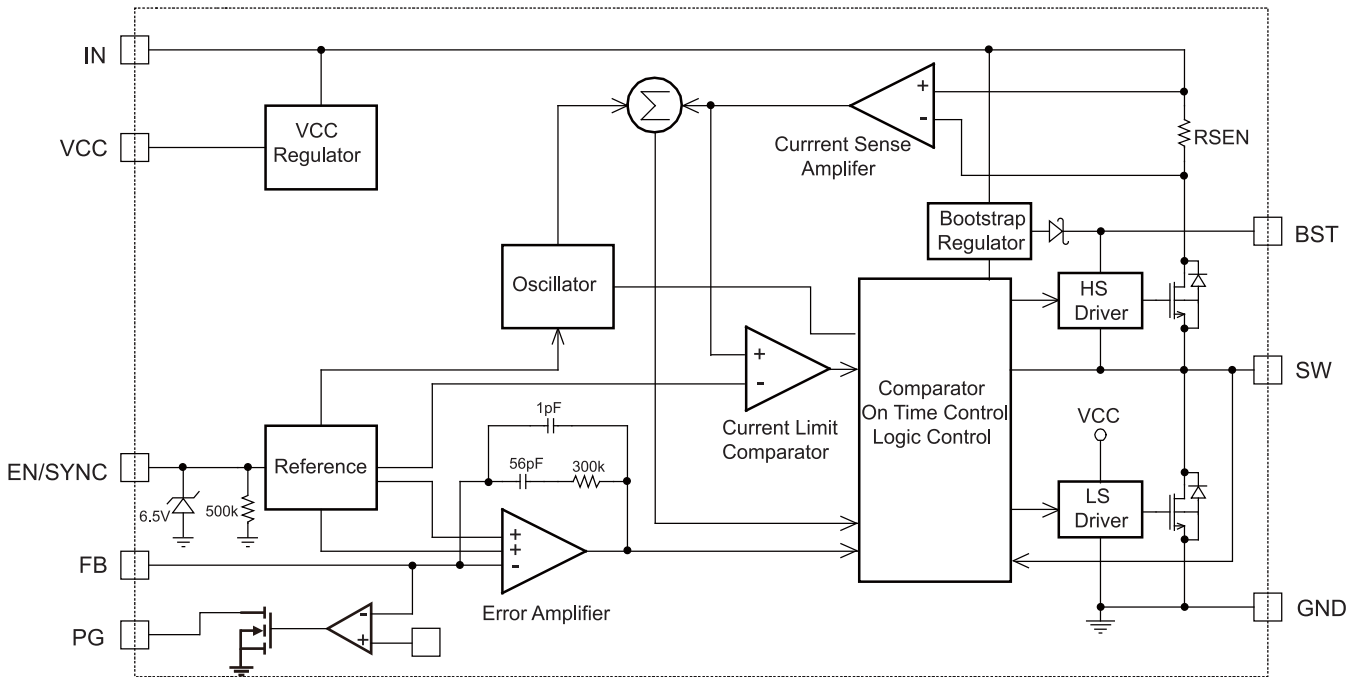 IN
VCC
VCC
Regulator
Σ
+
-
Currrent Sense
Amplifer
RSEN
Bootstrap
Regulator
BST
Oscillator
HS
Driver
+
-
Current Limit
Comparator
Comparator
On Time Control
Logic Control
SW
VCC
EN/SYNC
6.5V
500k
Reference
1pF
56pF
300k
LS
Driver
FB
+
+
-
Error Amplifier
PG
-
+
GND